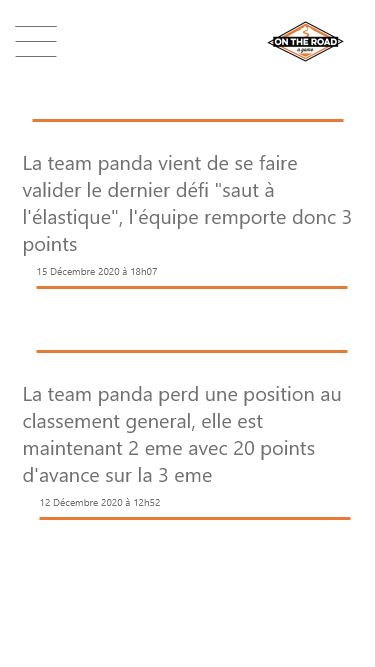 ON THE ROAD
a game
La team panda vient de se faire
valider le dernier défi "saut à
l'élastique", l'équipe remporte donc 3
points
15 Décembre 2020 à 18h07
La team panda perd une position au
classement general, elle est
maintenant 2 eme avec 20 points
d'avance sur la 3 eme
12 Décembre 2020 à 12h52